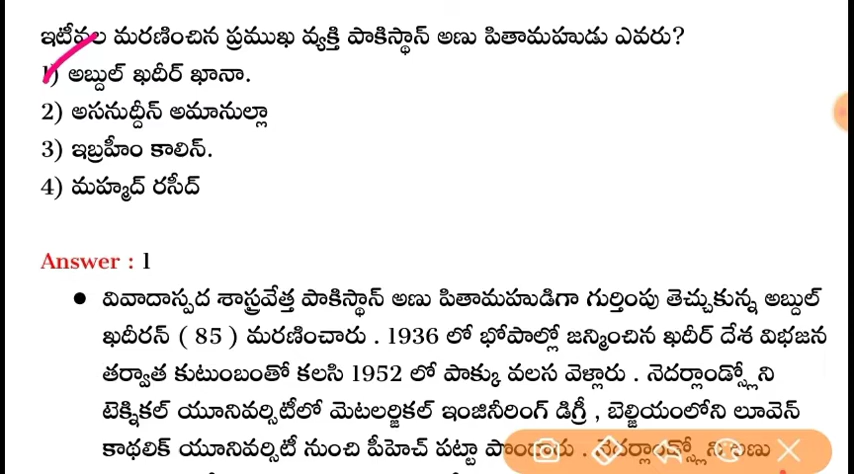 ఇటీవల మరణించిన ప్రముఖ వ్యక్తి పాకిస్థాన్ అణు పితామహుడు ఎవరు?
1) అబ్దుల్ ఖదీర్ ఖానా.
2) అసనుద్దీన్ అమానుల్లా
3) ఇబ్రహీం కాలిన్.
4) మహ్మద్ రసీద్
Answer : 1
● వివాదాస్పద శాస్త్రవేత్త పాకిస్థాన్ అణు పితామహుడిగా గుర్తింపు తెచ్చుకున్న అబ్దుల్
ఖదీరన్ ( 85 ) మరణించారు . 1936 లో భోపాల్లో జన్మించిన ఖదీర్ దేశ విభజన
తర్వాత కుటుంబంతో కలసి 1952 లో పాక్కు వలస వెళ్లారు . నెదర్లాండ్స్లోని
టెక్నికల్ యూనివర్సిటీలో మెటలర్జికల్ ఇంజినీరింగ్ డిగ్రీ , బెల్జియంలోని లూవెన్
కాథలిక్ యూనివర్సిటీ నుంచి పీహెచ్ పట్టా పొందారు . నెదర్లాండ్స్లోని అణు